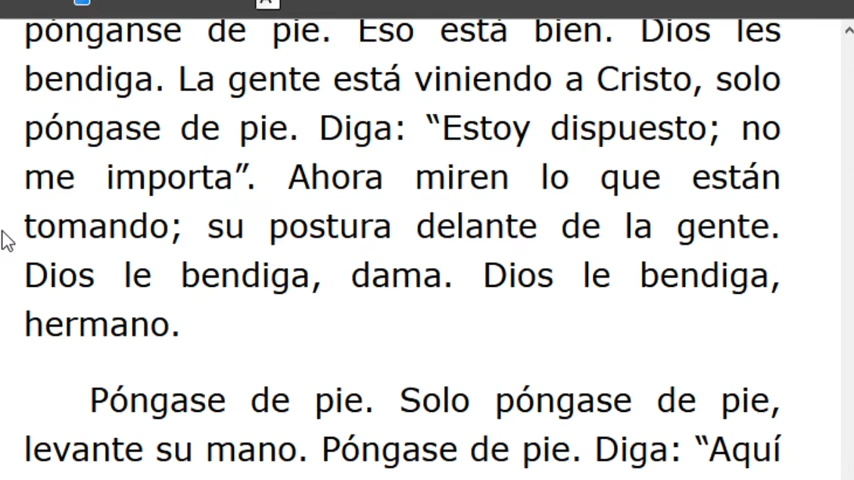 pónganse de pie. Eso está bien. Dios les
bendiga. La gente está viniendo a Cristo, solo
póngase de pie. Diga: “Estoy dispuesto; no
me importa”. Ahora miren lo que están
tomando; su postura delante de la gente.
Dios le bendiga, dama. Dios le bendiga,
hermano.
Póngase de pie. Solo póngase de pie,
levante su mano. Póngase de pie. Diga: “Aquí